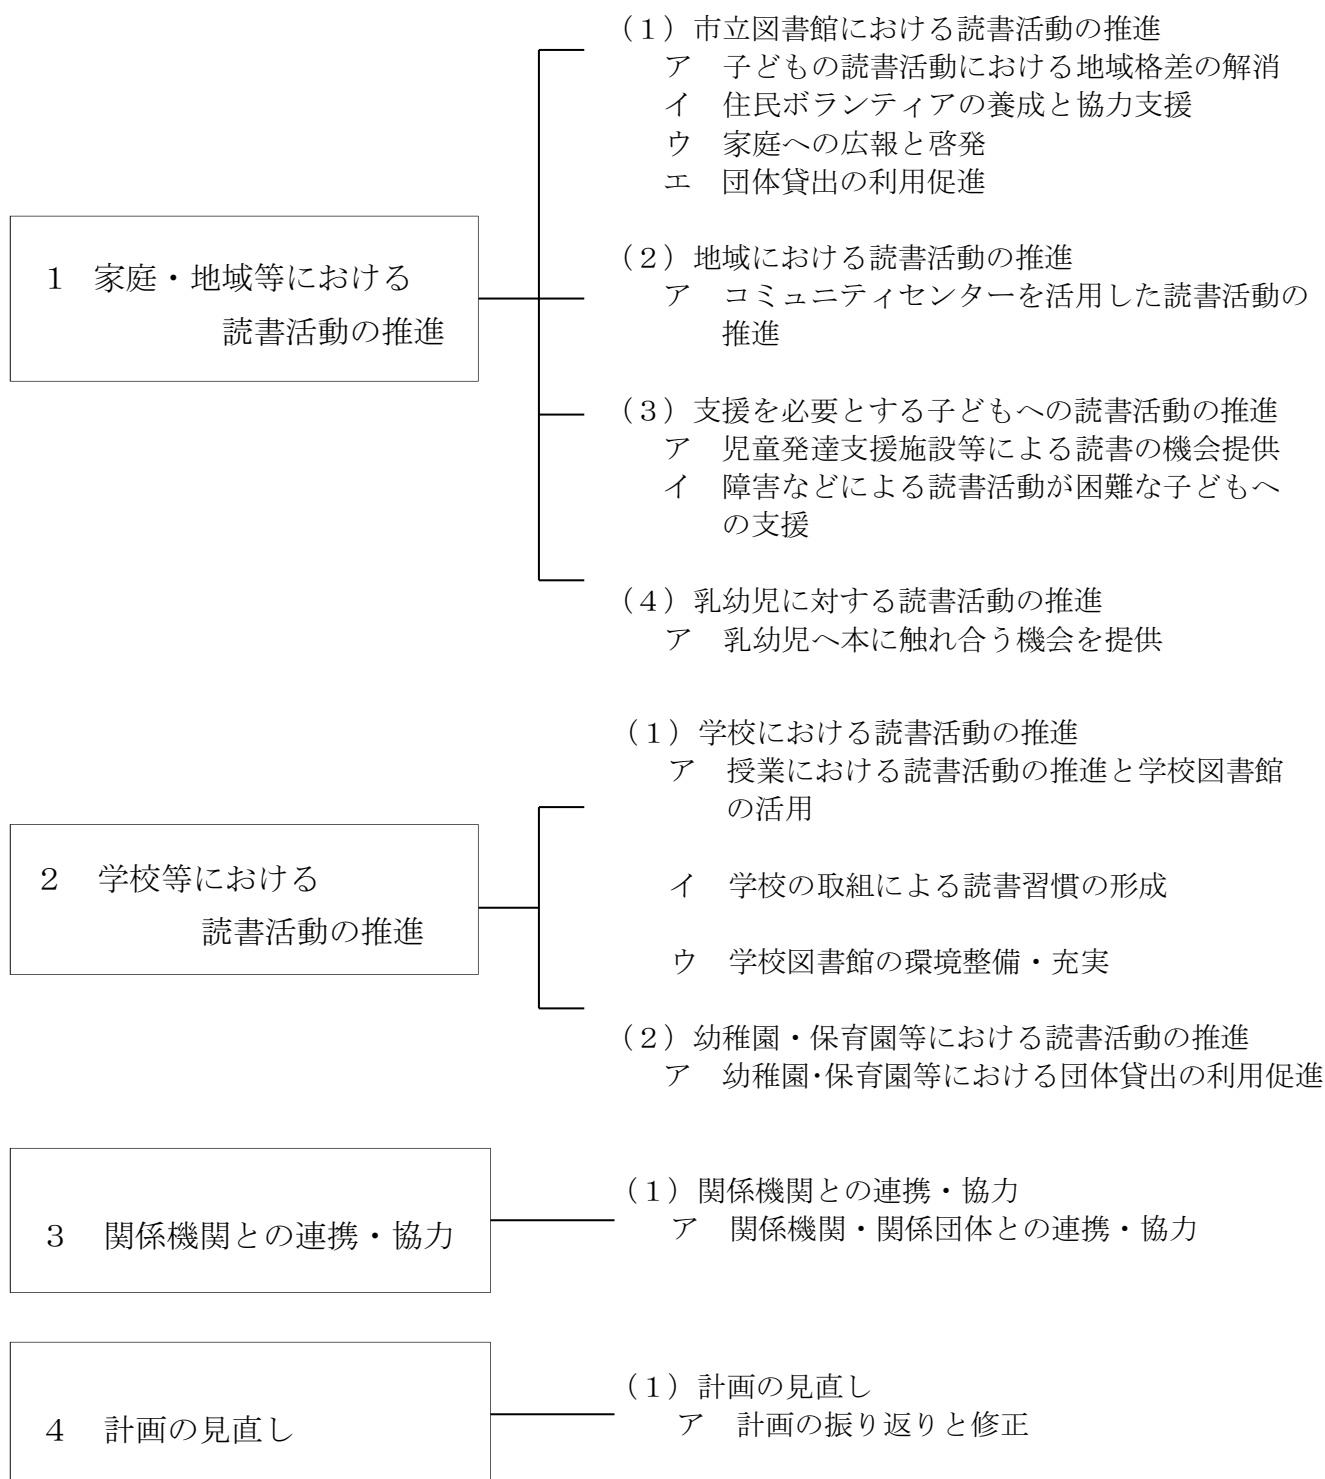 1 家庭・地域等における
読書活動の推進
(1)市立図書館における読書活動の推進
ア 子どもの読書活動における地域格差の解消
イ 住民ボランティアの養成と協力支援
ウ 家庭への広報と啓発
エ 団体貸出の利用促進
(2)地域における読書活動の推進
ア コミュニティセンターを活用した読書活動の
推進
(3)支援を必要とする子どもへの読書活動の推進
ア 児童発達支援施設等による読書の機会提供
イ 障害などによる読書活動が困難な子どもへ
の支援
(4)乳幼児に対する読書活動の推進
ア 乳幼児へ本に触れ合う機会を提供
2 学校等における
読書活動の推進
(1)学校における読書活動の推進
ア 授業における読書活動の推進と学校図書館
の活用
イ 学校の取組による読書習慣の形成
ウ 学校図書館の環境整備・充実
(2)幼稚園・保育園等における読書活動の推進
ア 幼稚園・保育園等における団体貸出の利用促進
3 関係機関との連携・協力
(1)関係機関との連携・協力
ア 関係機関・関係団体との連携・協力
4 計画の見直し
(1)計画の見直し
ア 計画の振り返りと修正